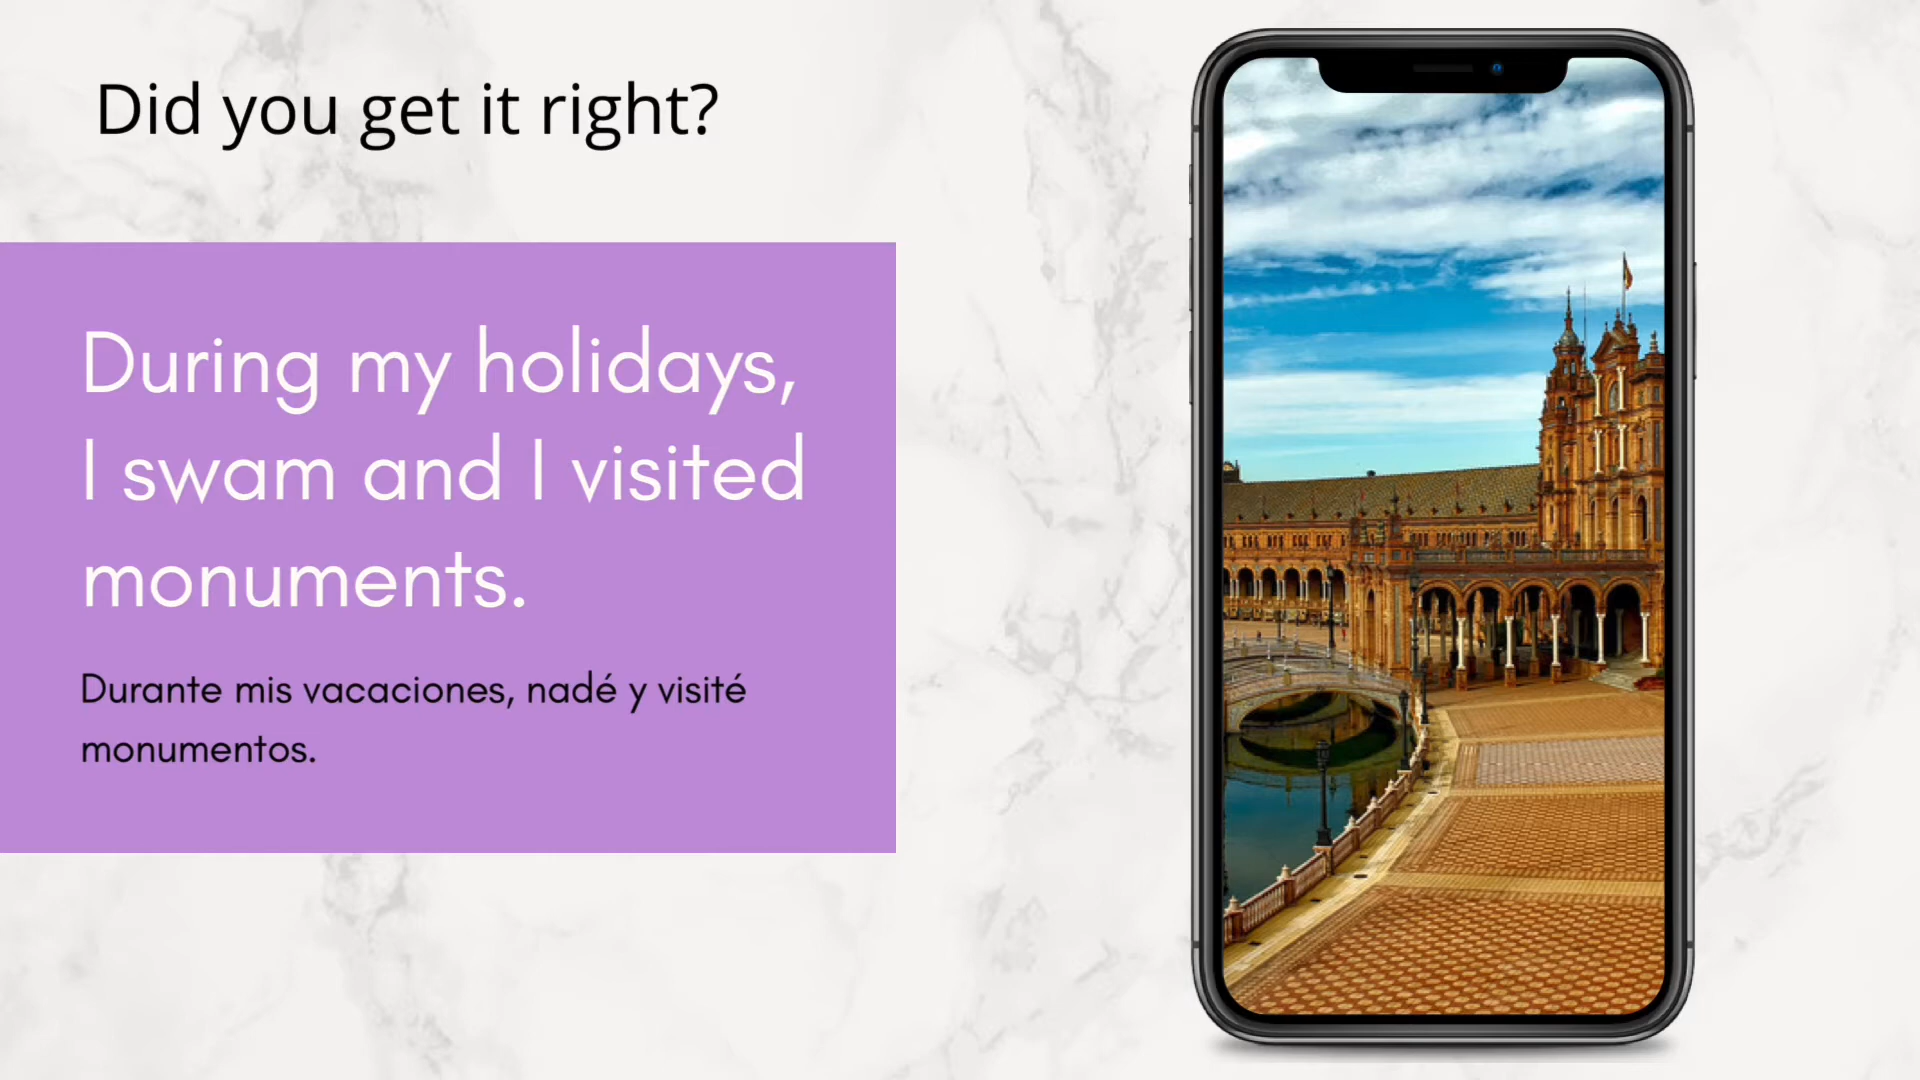 Did you get it right?
During my holidays,
I swam and I visited
monuments.
Durante mis vacaciones, nadé y visité
monumentos.